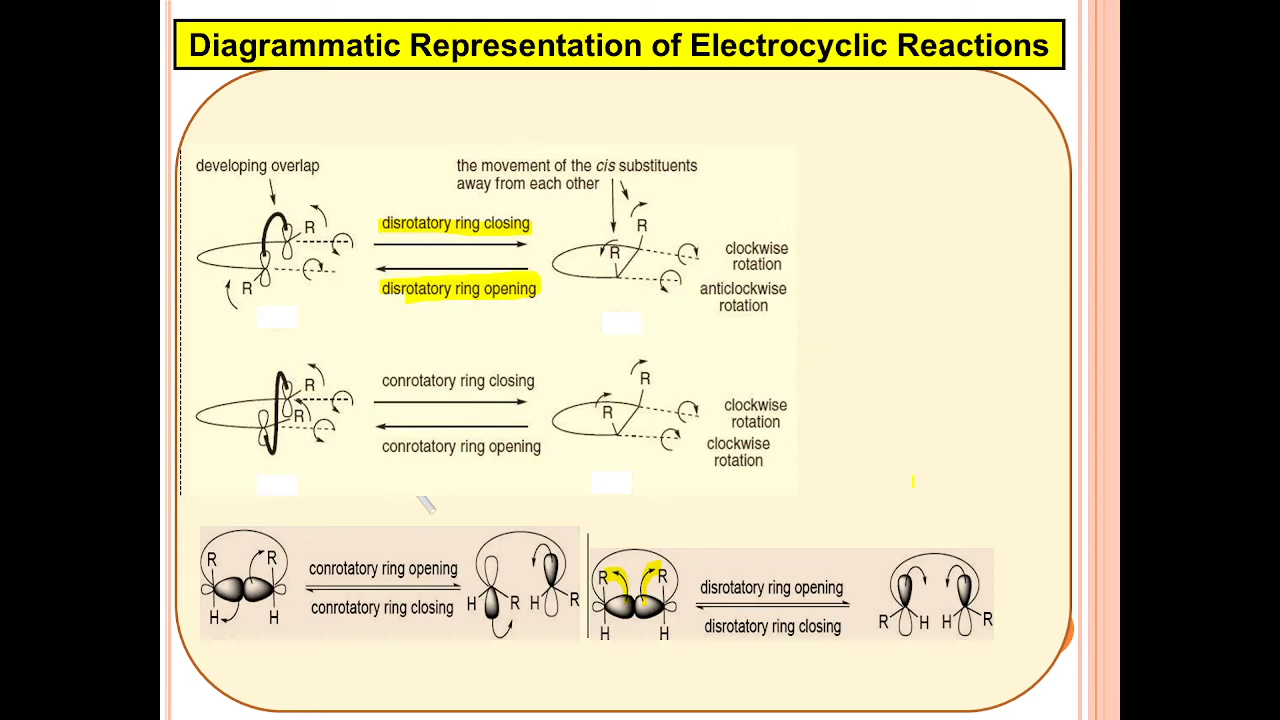 Diagrammatic Representation of Electrocyclic Reactions
developing overlap
the movement of the cis substituents
away from each other
R
R
disrotatory ring closing
disrotatory ring opening
R
R
clockwise
rotation
anticlockwise
rotation
R
R
conrotatory ring closing
conrotatory ring opening
R
R
clockwise
rotation
clockwise
rotation
R
R
H
H
conrotatory ring opening
conrotatory ring closing
H
R
H
R
R
R
H
H
disrotatory ring opening
disrotatory ring closing
R
H
H
R